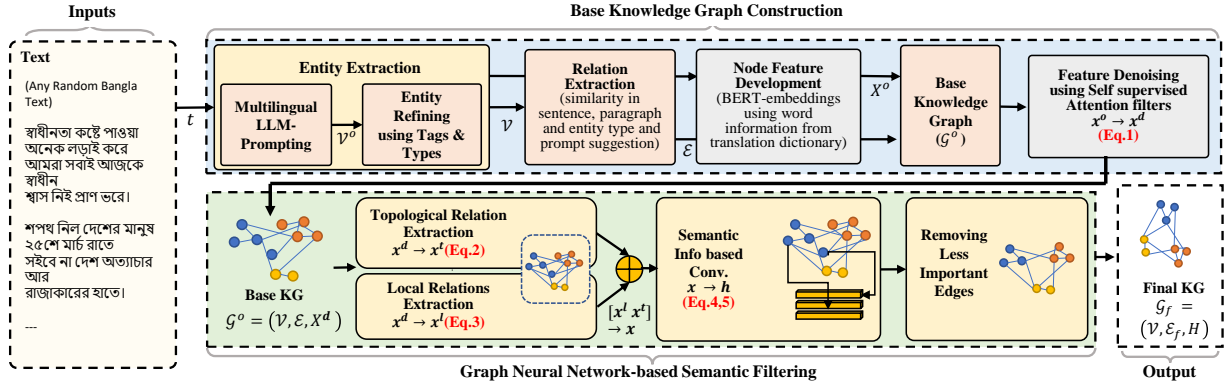 Inputs
Base Knowledge Graph Construction
Text
(Any Random Bangla
Text)
স্বাধীনতা কষ্টে পাওয়া
অনেক লড়াই করে
আমরা সবাই আজকে
স্বাধীন
শ্বাস নিই প্রাণ ভরে।
শপথ নিল দেশের মানুষ
২৫শে মার্চ রাতে
সইবে না দেশ অত্যাচার
আর
রাজাকারের হাতে।
---
t
Entity Extraction
Multilingual
LLM-
Prompting
𝒱ᵒ
Entity
Refining
using Tags &
Types
𝒱
Relation
Extraction
(similarity in
sentence, paragraph
and entity type and
prompt suggestion)
ℰ
Node Feature
Development
(BERT-embeddings
using word
information from
translation dictionary)
Xᵒ
Base
Knowledge
Graph
(𝒢ᵒ)
Feature Denoising
using Self supervised
Attention filters
xᵒ → xᵈ
(Eq.1)
Base KG
𝒢ᵒ = (𝒱, ℰ, Xᵈ)
Topological Relation
Extraction
xᵈ → xᵗ (Eq.2)
Local Relations
Extraction
xᵈ → xˡ (Eq.3)
[xˡ xᵗ]
→ x
Semantic
Info based
Conv.
x → h
(Eq.4,5)
Removing
Less
Important
Edges
Final KG
𝒢_f =
(𝒱, ℰ_f, H)
Graph Neural Network-based Semantic Filtering
Output